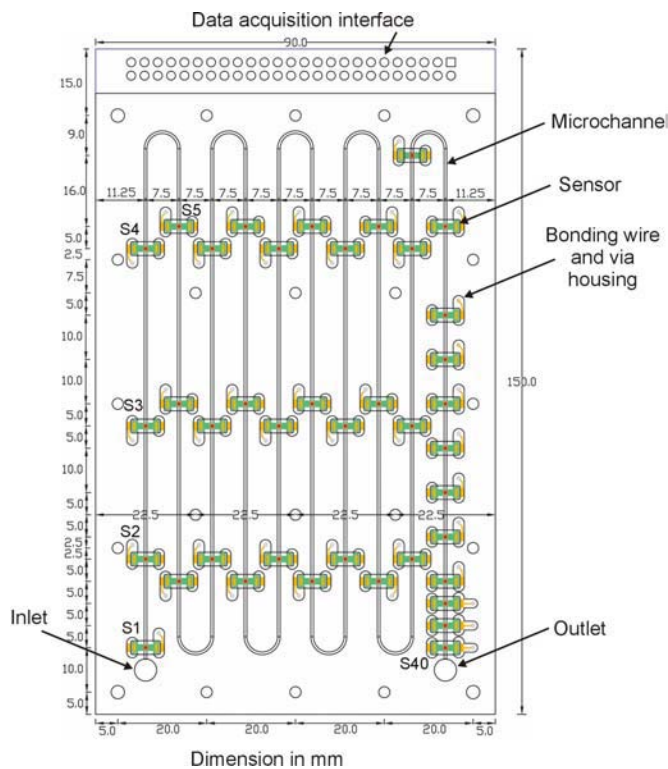 Data acquisition interface
90.0
15.0
9.0
Microchannel
16.0
11.25 7.5 7.5 7.5 7.5 7.5 7.5 7.5 7.5 7.5 11.25
Sensor
S5
S4
5.0
2.5
Bonding wire
and via
housing
7.5
5.0
10.0
10.0
150.0
S3
5.0
5.0
10.0
5.0
22.5 22.5 22.5 22.5
5.0
2.5
2.5
S2
5.0
5.0
5.0
Inlet
S1
5.0
Outlet
S40
10.0
5.0
5.0 20.0 20.0 20.0 20.0 5.0
Dimension in mm